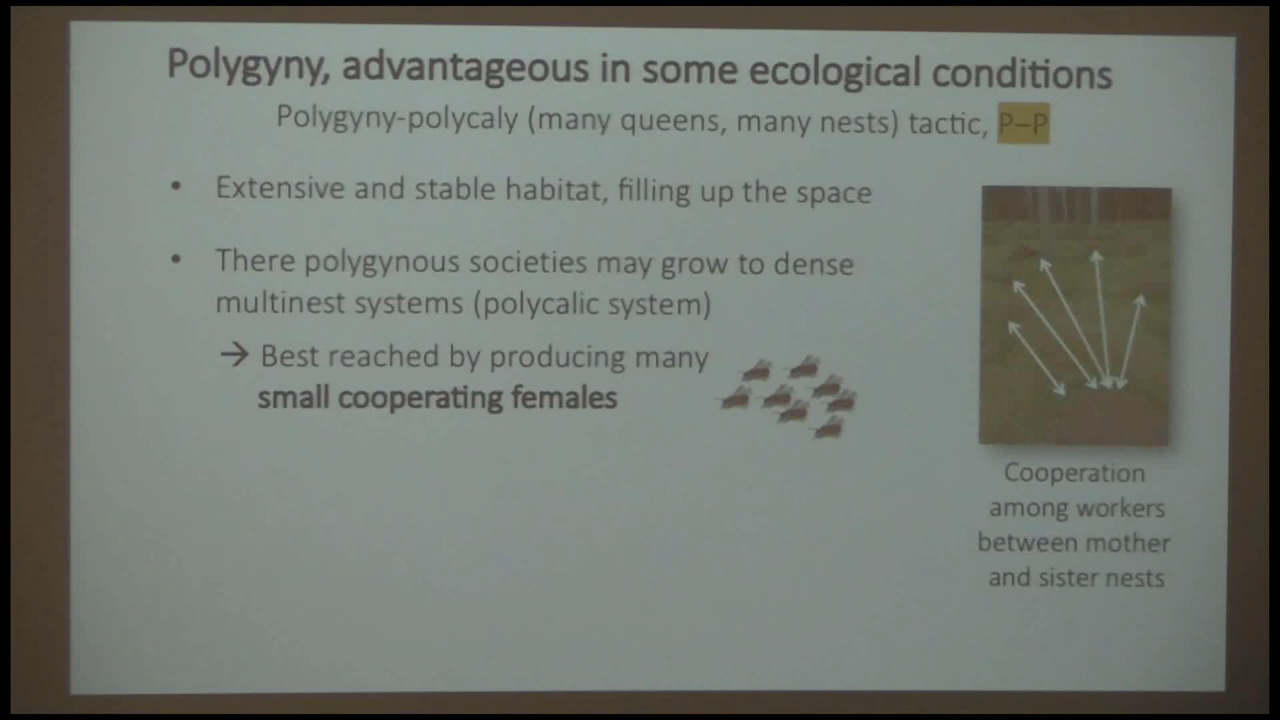 Polygyny, advantageous in some ecological conditions
Polygyny-polycaly (many queens, many nests) tactic, P–P
• Extensive and stable habitat, filling up the space
• There polygynous societies may grow to dense
multinest systems (polycalic system)
→ Best reached by producing many
small cooperating females
Cooperation
among workers
between mother
and sister nests